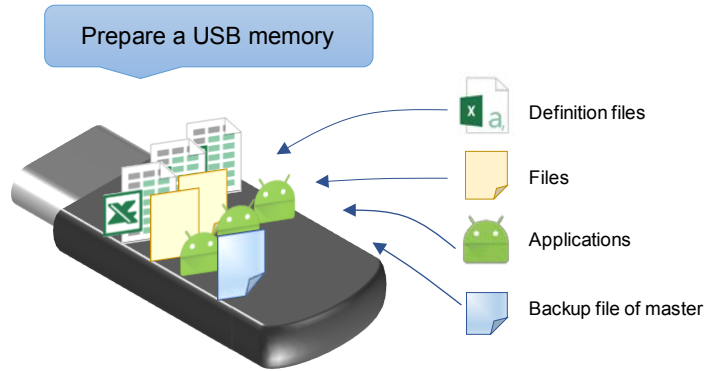 Prepare a USB memory
a,
Definition files
Files
Applications
Backup file of master